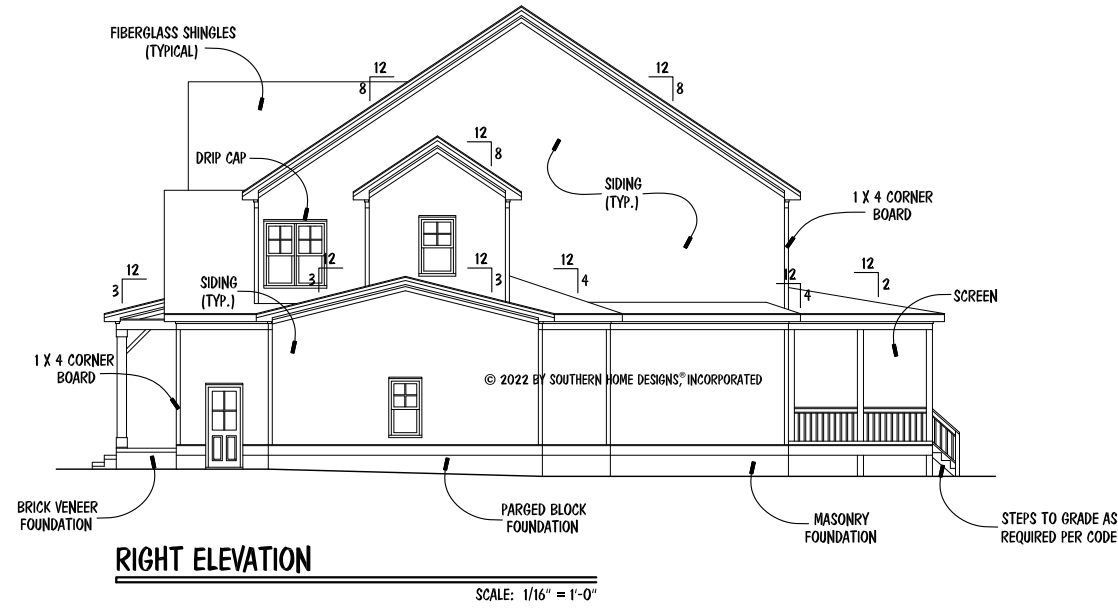 FIBERGLASS SHINGLES
(TYPICAL)
12
8
12
8
DRIP CAP
12
8
SIDING
(TYP.)
1 X 4 CORNER
BOARD
12
3
SIDING
(TYP.)
12
3
12
3
12
4
12
4
12
2
SCREEN
1 X 4 CORNER
BOARD
© 2022 BY SOUTHERN HOME DESIGNS,® INCORPORATED
BRICK VENEER
FOUNDATION
PARGED BLOCK
FOUNDATION
MASONRY
FOUNDATION
STEPS TO GRADE AS
REQUIRED PER CODE
RIGHT ELEVATION
SCALE: 1/16" = 1'-0"